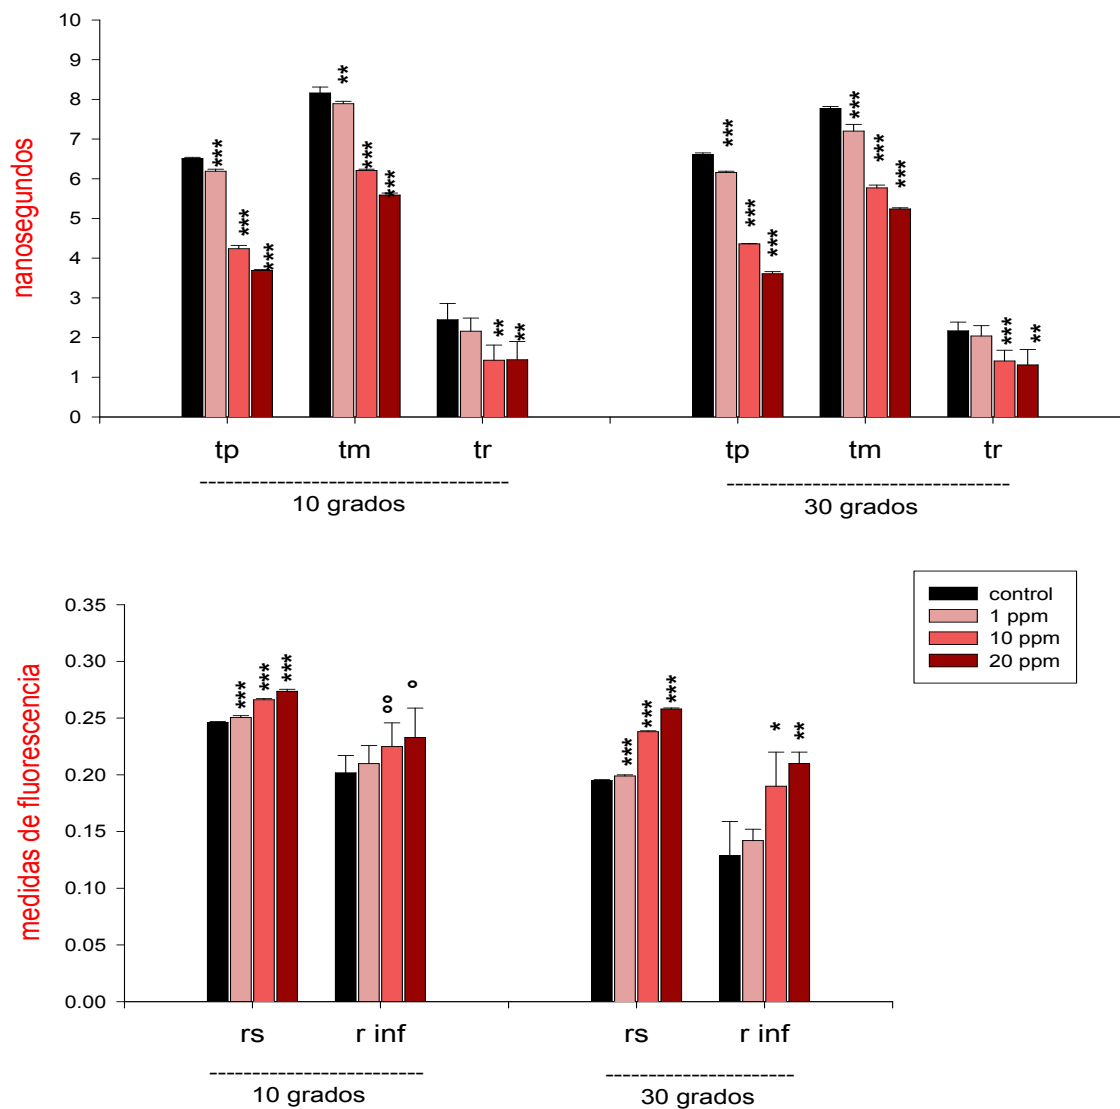 10
9
8
7
6
5
4
3
2
1
0
nanosegundos
*** *** *** ** *** *** ** **
*** *** *** *** *** *** *** **
tp tm tr tp tm tr
10 grados 30 grados
control
1 ppm
10 ppm
20 ppm
0.35
0.30
0.25
0.20
0.15
0.10
0.05
0.00
medidas de fluorescencia
*** *** *** oo o *** *** *** * **
rs r inf rs r inf
10 grados 30 grados